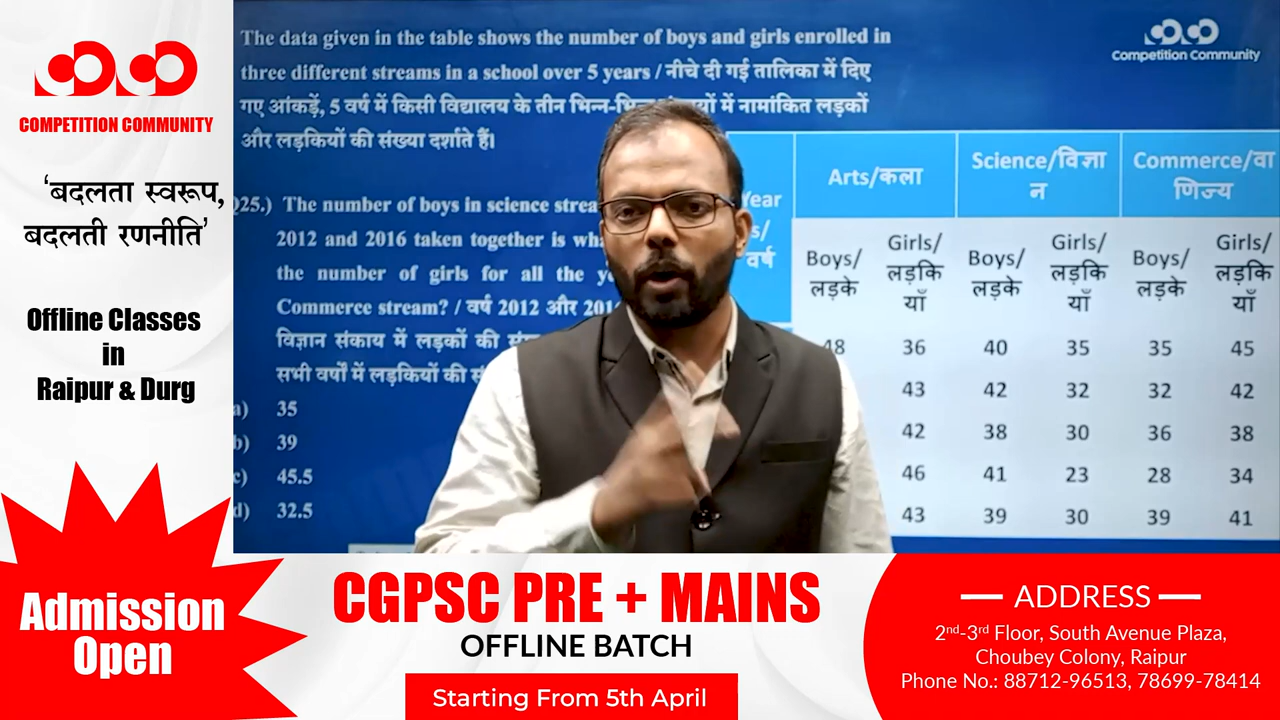 COMPETITION COMMUNITY
'बदलता स्वरूप,
बदलती रणनीति'
Offline Classes
in
Raipur & Durg
Admission
Open
The data given in the table shows the number of boys and girls enrolled in
three different streams in a school over 5 years / नीचे दी गई तालिका में दिए
गए आंकड़ें, 5 वर्ष में किसी विद्यालय के तीन में नामांकित लड़कों
और लड़कियों की संख्या दर्शाते हैं।
Q25.) The number of boys in science
2012 and 2016 taken together is
the number of girls for all the
Commerce stream? / वर्ष 2012 और
विज्ञान संकाय में लड़कों की
सभी वर्षों में लड़कियों की
a) 35
b) 39
c) 45.5
d) 32.5
Competition Community
Arts/कला Science/विज्ञा Commerce/वा
न णिज्य
Year
s/
वर्ष
Boys/ Girls/ Boys/ Girls/ Boys/ Girls/
लड़के लड़कि लड़के लड़कि लड़के लड़कि
याँ याँ याँ
48 36 40 35 35 45
43 42 32 32 42
42 38 30 36 38
46 41 23 28 34
43 39 30 39 41
CGPSC PRE + MAINS
OFFLINE BATCH
Starting From 5th April
ADDRESS
2nd-3rd Floor, South Avenue Plaza,
Choubey Colony, Raipur
Phone No.: 88712-96513, 78699-78414